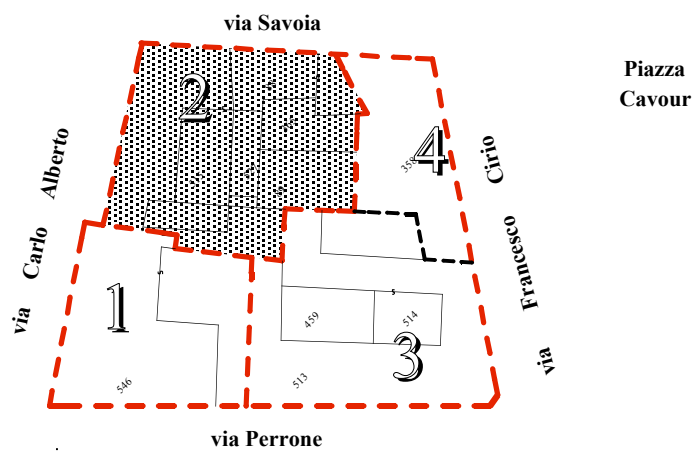 via Savoia
Piazza
Cavour
2
4
358
via Carlo Alberto
via Francesco Cirio
1
S
S
459
514
3
546
513
via Perrone